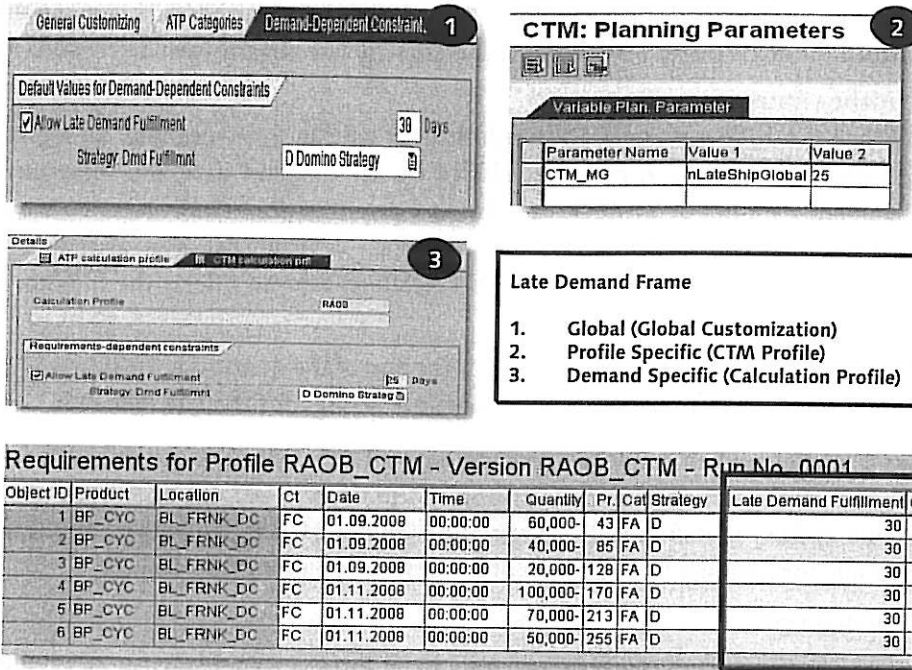 General Customizing ATP Categories Demand-Dependent Constraint. 1
Default Values for Demand-Dependent Constraints
Allow Late Demand Fulfillment 30 Days
Strategy: Dmd Fulfillmnt D Domino Strategy
CTM: Planning Parameters 2
Variable Plan. Parameter
Parameter Name Value 1 Value 2
CTM_MG nLateShipGlobal 25
Details
ATP calculation profile CTM calculation prf. 3
Calculation Profile RAOB
Requirements-dependent constraints
Allow Late Demand Fulfillment 25 Days
Strategy: Dmd Fulfillmnt D Domino Strateg
Late Demand Frame
1. Global (Global Customization)
2. Profile Specific (CTM Profile)
3. Demand Specific (Calculation Profile)
Requirements for Profile RAOB_CTM - Version RAOB_CTM - Run No. 0001
Object ID Product Location Ct Date Time Quantity Pr. Cat Strategy Late Demand Fulfillment
1 BP_CYC BL_FRNK_DC FC 01.09.2008 00:00:00 60,000- 43 FA D 30
2 BP_CYC BL_FRNK_DC FC 01.09.2008 00:00:00 40,000- 85 FA D 30
3 BP_CYC BL_FRNK_DC FC 01.09.2008 00:00:00 20,000- 128 FA D 30
4 BP_CYC BL_FRNK_DC FC 01.11.2008 00:00:00 100,000- 170 FA D 30
5 BP_CYC BL_FRNK_DC FC 01.11.2008 00:00:00 70,000- 213 FA D 30
6 BP_CYC BL_FRNK_DC FC 01.11.2008 00:00:00 50,000- 255 FA D 30